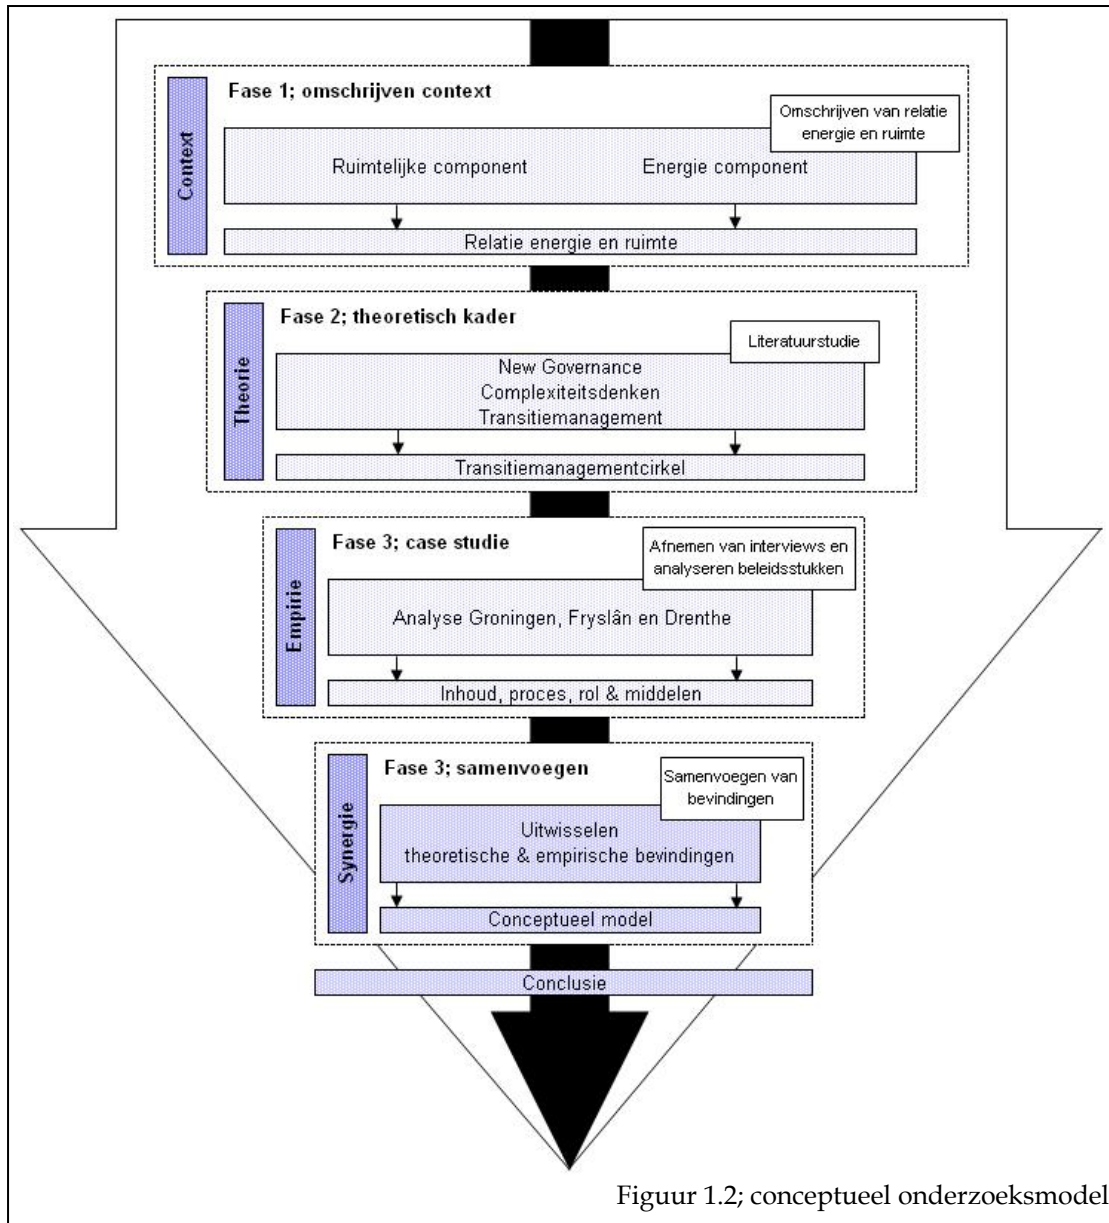 Fase 1; omschrijven context
Omschrijven van relatie
energie en ruimte
Context
Ruimtelijke component
Energie component
Relatie energie en ruimte
Fase 2; theoretisch kader
Literatuurstudie
Theorie
New Governance
Complexiteitsdenken
Transitiemanagement
Transitiemanagementcirkel
Fase 3; case studie
Afnemen van interviews en
analyseren beleidsstukken
Empirie
Analyse Groningen, Fryslân en Drenthe
Inhoud, proces, rol & middelen
Fase 3; samenvoegen
Samenvoegen van
bevindingen
Synergie
Uitwisselen
theoretische & empirische bevindingen
Conceptueel model
Conclusie
Figuur 1.2; conceptueel onderzoeksmodel